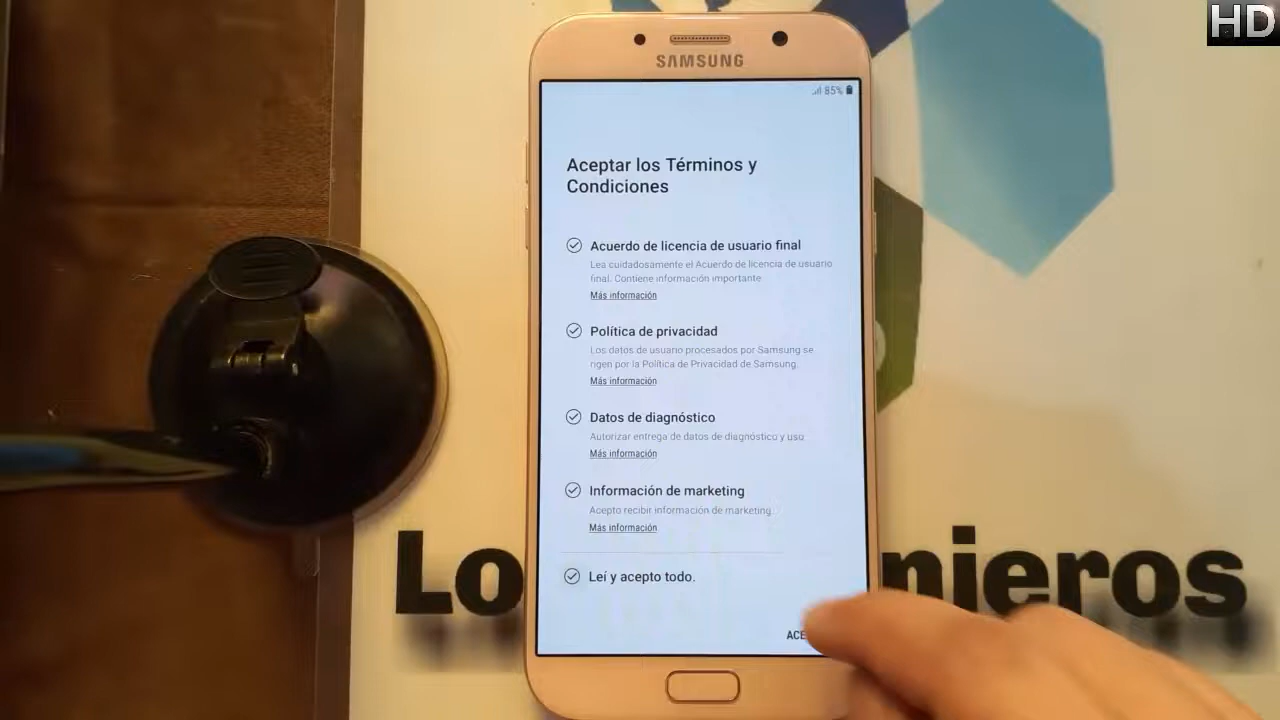 HD
SAMSUNG
85%
Aceptar los Términos y
Condiciones
Acuerdo de licencia de usuario final
Lea cuidadosamente el Acuerdo de licencia de usuario
final. Contiene información importante.
Más información
Política de privacidad
Los datos de usuario procesados por Samsung se
rigen por la Política de Privacidad de Samsung.
Más información
Datos de diagnóstico
Autorizar entrega de datos de diagnóstico y uso.
Más información
Información de marketing
Acepto recibir información de marketing.
Más información
Leí y acepto todo.
ACE
Lo nieros